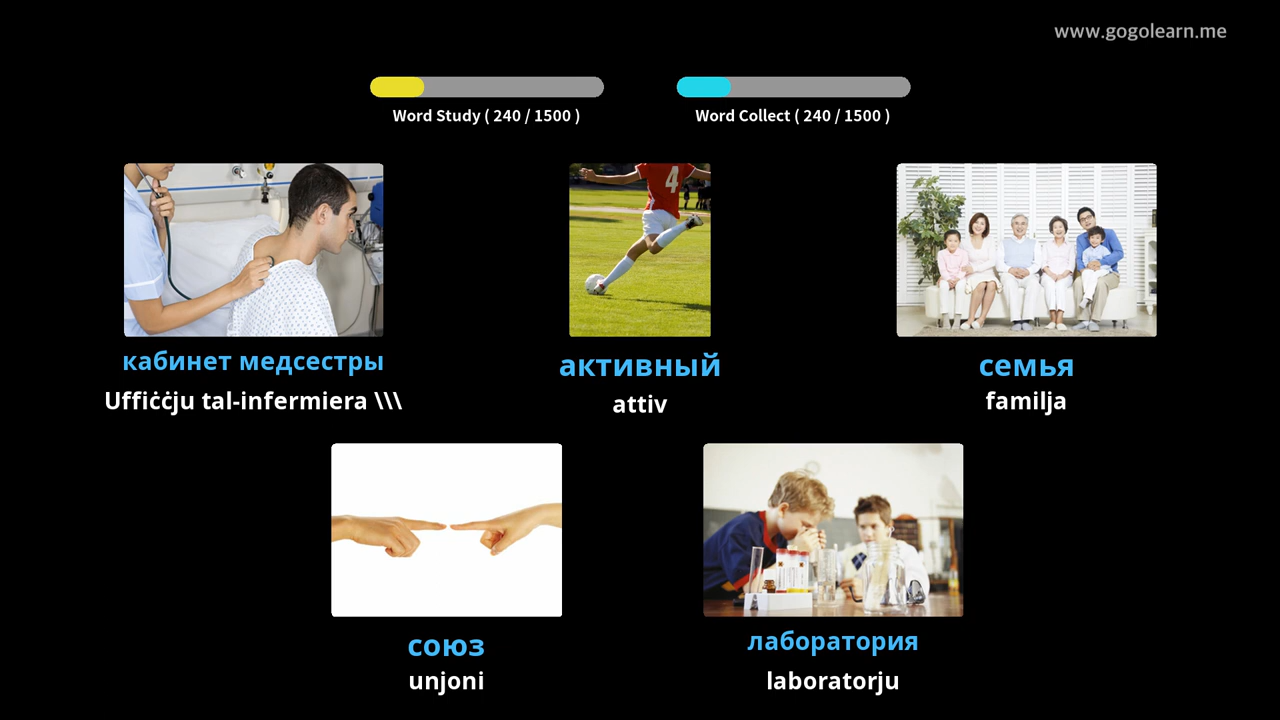 www.gogolearn.me
Word Study ( 240 / 1500 )
Word Collect ( 240 / 1500 )
кабинет медсестры
Uffiċċju tal-infermiera \\\
активный
attiv
семья
familja
союз
unjoni
лаборатория
laboratorju
4